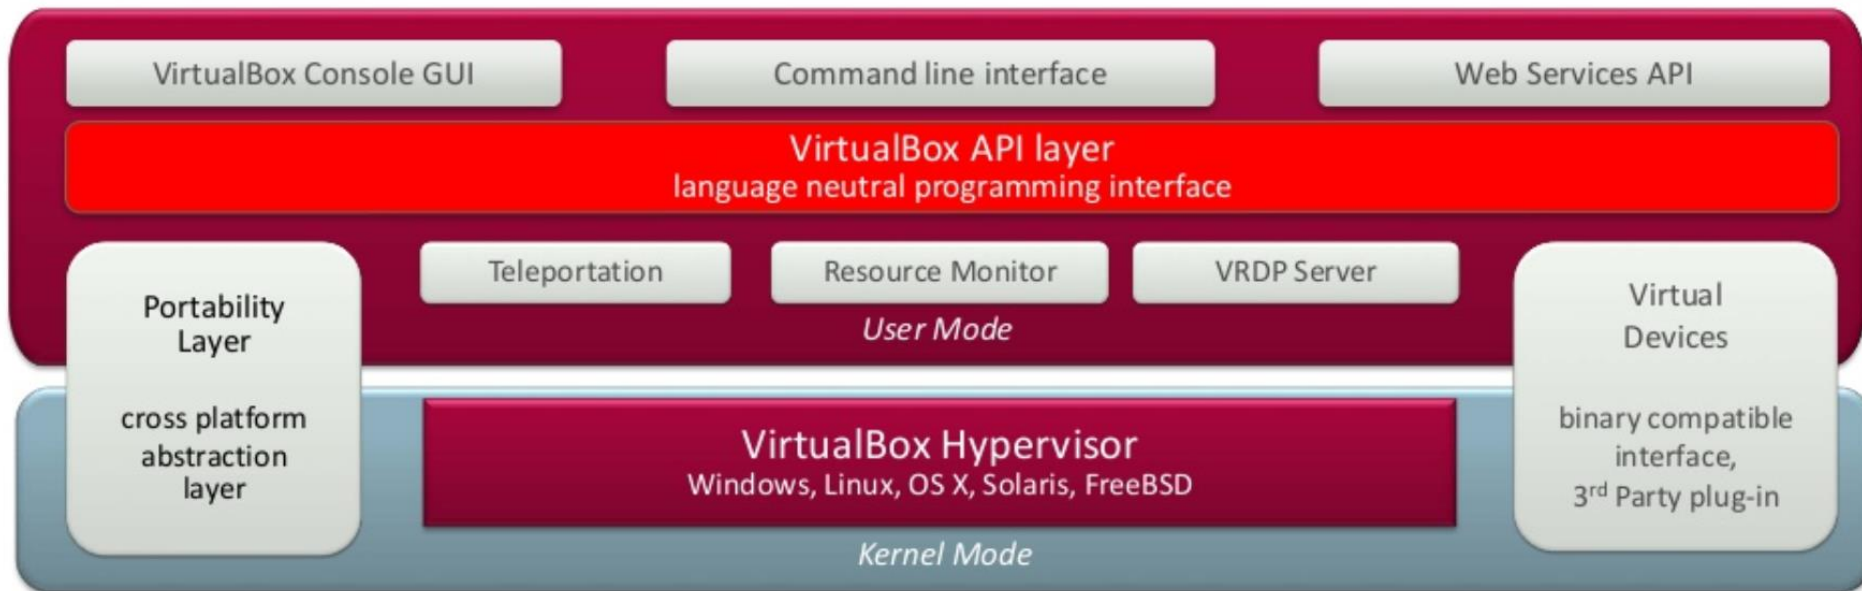 VirtualBox Console GUI
Command line interface
Web Services API
VirtualBox API layer
language neutral programming interface
Portability
Layer
cross platform
abstraction
layer
Teleportation
Resource Monitor
VRDP Server
User Mode
Virtual
Devices
binary compatible
interface,
3rd Party plug-in
VirtualBox Hypervisor
Windows, Linux, OS X, Solaris, FreeBSD
Kernel Mode